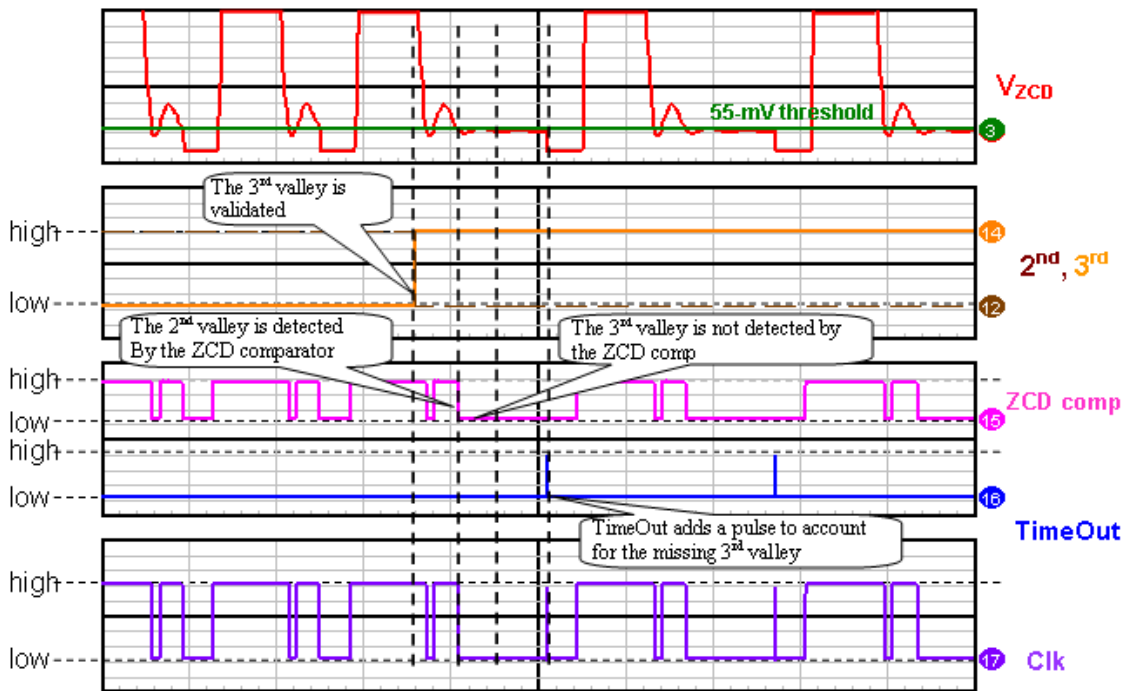 V_ZCD
55-mV threshold
3
The 3rd valley is
validated
high
14
2nd, 3rd
low
12
The 2nd valley is detected
By the ZCD comparator
The 3rd valley is not detected by
the ZCD comp
high
ZCD comp
low
15
high
low
16
TimeOut
TimeOut adds a pulse to account
for the missing 3rd valley
high
low
17
Clk